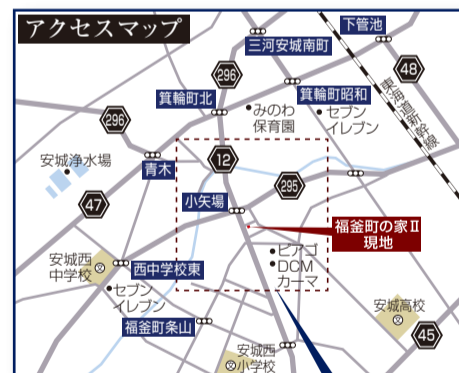 アクセスマップ
下管池
三河安城南町
296
48
箕輪町北
みのわ
保育園
箕輪町昭和
セブン
イレブン
東海道新幹線
296
安城浄水場
青木
12
295
47
小矢場
福釜町の家Ⅱ
現地
安城西
中学校
西中学校東
ピアゴ
DCM
カーマ
セブン
イレブン
福釜町条山
安城高校
45
安城西
小学校